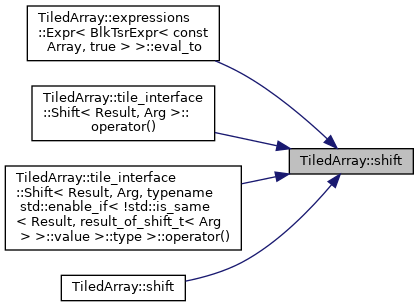 TiledArray::expressions
::Expr< BlkTsrExpr< const
Array, true > >::eval_to
TiledArray::tile_interface
::Shift< Result, Arg >::
operator()
TiledArray::shift
TiledArray::tile_interface
::Shift< Result, Arg, typename
std::enable_if< !std::is_same
< Result, result_of_shift_t< Arg
> >::value >::type >::operator()
TiledArray::shift